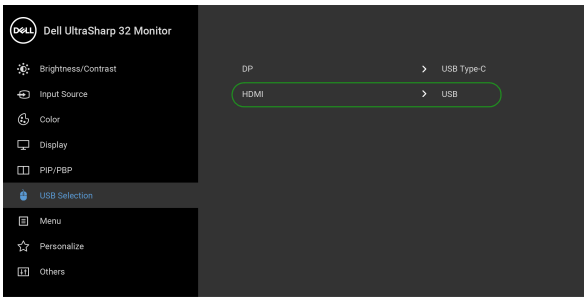 DELL Dell UltraSharp 32 Monitor
Brightness/Contrast
DP > USB Type-C
Input Source
HDMI > USB
Color
Display
PIP/PBP
USB Selection
Menu
Personalize
Others